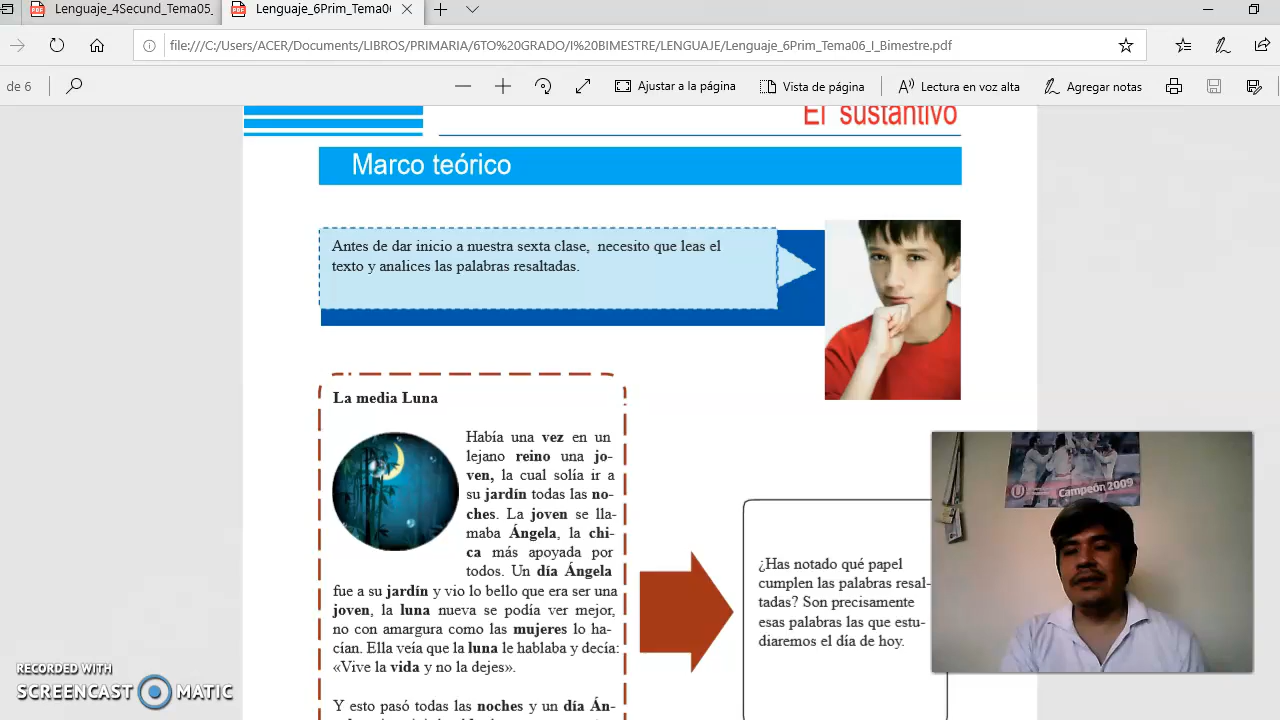 Lenguaje_4Secund_Tema05_
Lenguaje_6Prim_Tema06
file:///C:/Users/ACER/Documents/LIBROS/PRIMARIA/6TO%20GRADO/I%20BIMESTRE/LENGUAJE/Lenguaje_6Prim_Tema06_I_Bimestre.pdf
de 6
Ajustar a la página
Vista de página
Lectura en voz alta
Agregar notas
El sustantivo
Marco teórico
Antes de dar inicio a nuestra sexta clase, necesito que leas el
texto y analices las palabras resaltadas.
La media Luna
Había una vez en un
lejano reino una jo-
ven, la cual solía ir a
su jardín todas las no-
ches. La joven se lla-
maba Ángela, la chi-
ca más apoyada por
todos. Un día Ángela
fue a su jardín y vio lo bello que era ser una
joven, la luna nueva se podía ver mejor,
no con amargura como las mujeres lo ha-
cían. Ella veía que la luna le hablaba y decía:
«Vive la vida y no la dejes».
Y esto pasó todas las noches y un día Án-
¿Has notado qué papel
cumplen las palabras resal-
tadas? Son precisamente
esas palabras las que estu-
diaremos el día de hoy.
Campeón 2009
RECORDED WITH
SCREENCAST MATIC